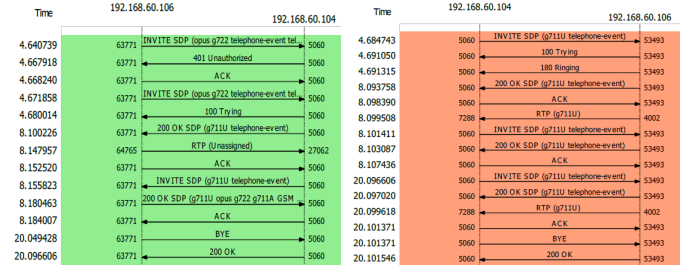 Time 192.168.60.106 192.168.60.104
4.640739 63771 INVITE SDP (opus g722 telephone-event tel... 5060
4.667918 63771 401 Unauthorized 5060
4.668240 63771 ACK 5060
4.671858 63771 INVITE SDP (opus g722 telephone-event tel... 5060
4.680014 63771 100 Trying 5060
8.100226 63771 200 OK SDP (g711U telephone-event) 5060
8.147957 64765 RTP (Unassigned) 27062
8.152520 63771 ACK 5060
8.155823 63771 INVITE SDP (g711U telephone-event) 5060
8.180463 63771 200 OK SDP (g711U opus g722 g711A GSM ... 5060
8.184007 63771 ACK 5060
20.049428 63771 BYE 5060
20.096606 63771 200 OK 5060
Time 192.168.60.104 192.168.60.106
4.684743 5060 INVITE SDP (g711U telephone-event) 53493
4.691050 5060 100 Trying 53493
4.691315 5060 180 Ringing 53493
8.093758 5060 200 OK SDP (g711U telephone-event) 53493
8.098390 5060 ACK 53493
8.099508 7288 RTP (g711U) 4002
8.101411 5060 INVITE SDP (g711U telephone-event) 53493
8.103087 5060 200 OK SDP (g711U telephone-event) 53493
8.107436 5060 ACK 53493
20.096606 5060 INVITE SDP (g711U telephone-event) 53493
20.097020 5060 200 OK SDP (g711U telephone-event) 53493
20.099618 7288 RTP (g711U) 4002
20.101371 5060 ACK 53493
20.101371 5060 BYE 53493
20.101546 5060 200 OK 53493